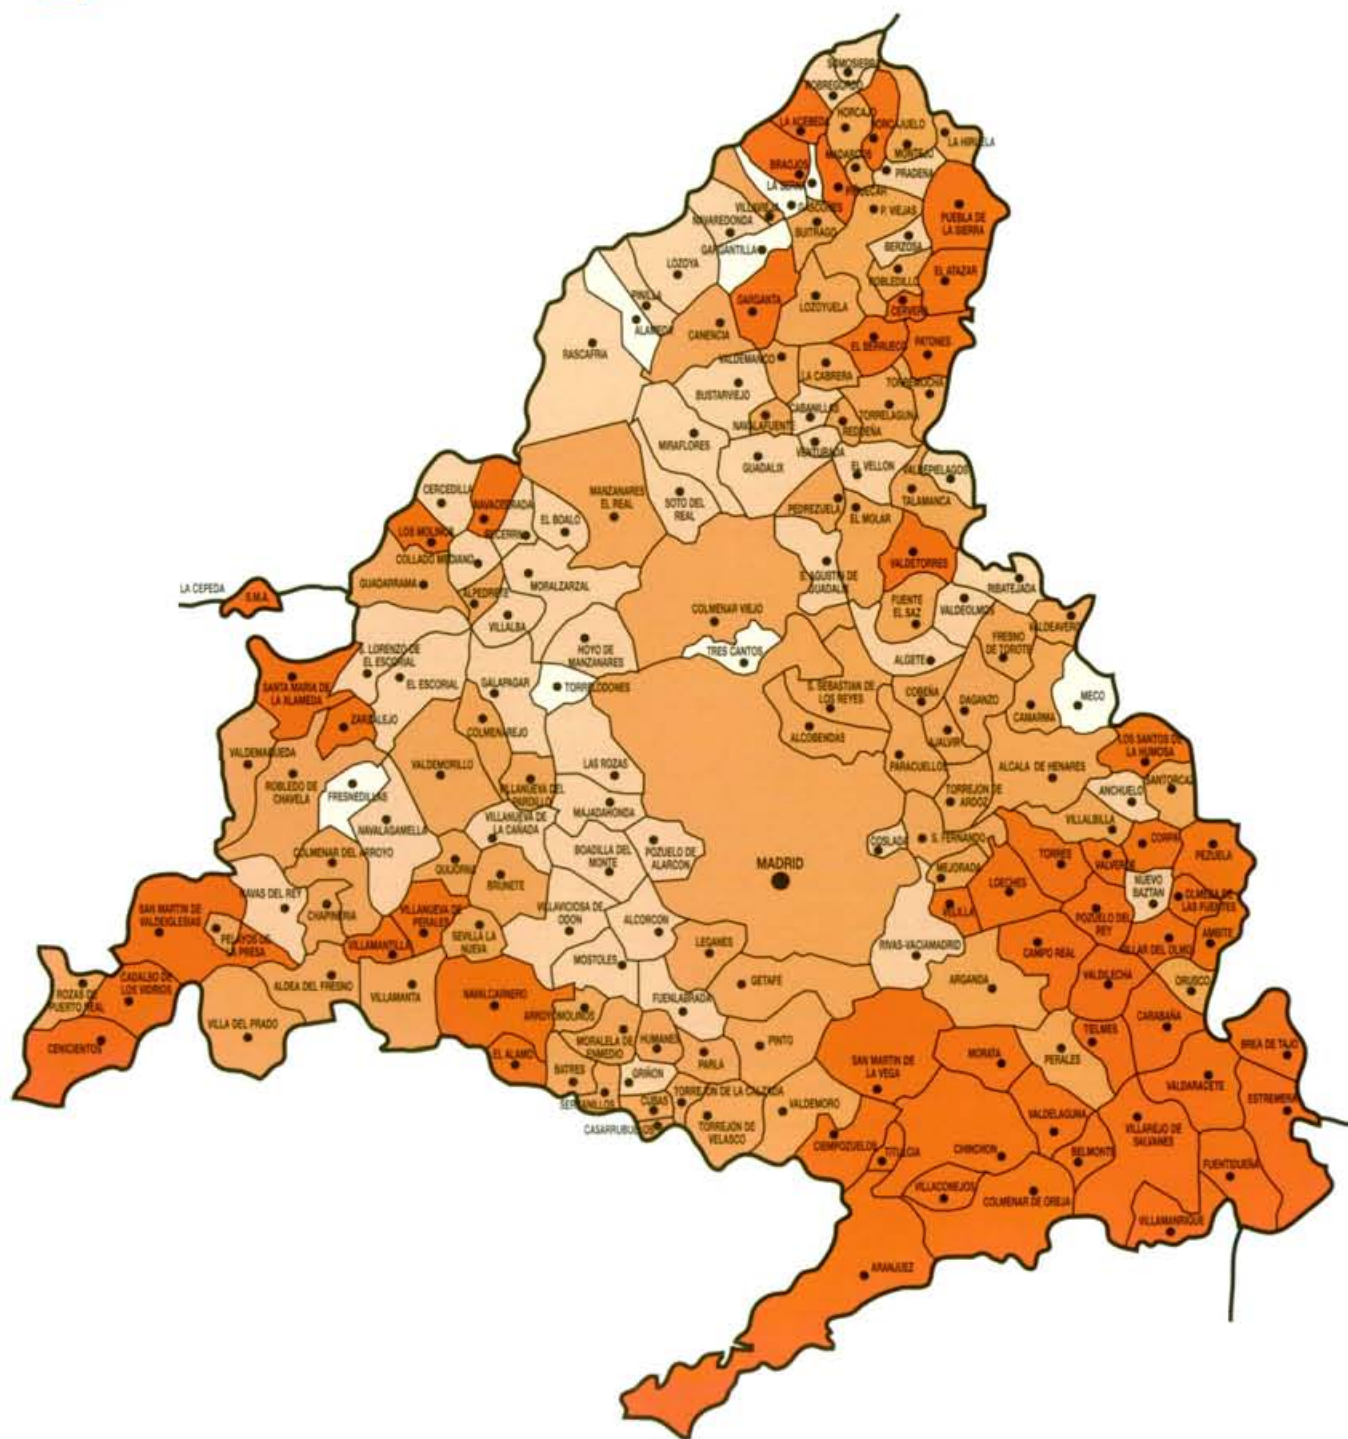 SOMOSIERRA
ROBREGORDO
LA ACEBEDA
HORCAJO
HORCAJUELO
LA HIRUELA
MONTEJO
MADARCOS
BRAOJOS
PRADEÑA
LA SERNA
PIÑUECAR
VILLAVIEJA
GASCONES
P. VIEJAS
PUEBLA DE
LA SIERRA
NAVAREDONDA
BUITRAGO
BERZOSA
GARGANTILLA
LOZOYA
ROBLEDILLO
EL ATAZAR
PINILLA
GARGANTA
LOZOYUELA
CERVERA
ALAMEDA
CANENCIA
EL BERRUECO
PATONES
RASCAFRIA
VALDEMANCO
LA CABRERA
TORREMOCHA
BUSTARVIEJO
CABANILLAS
TORRELAGUNA
NAVALAFUENTE
REDUEÑA
MIRAFLORES
VENTURADA
GUADALIX
EL VELLON
VALDEPIELAGOS
CERCEDILLA
MANZANARES
EL REAL
SOTO DEL
REAL
PEDREZUELA
TALAMANCA
NAVACERRADA
EL BOALO
EL MOLAR
LOS MOLINOS
BECERRIL
COLLADO MEDIANO
VALDETORRES
GUADARRAMA
MORALZARZAL
S. AGUSTIN DE
GUADALIX
RIBATEJADA
LA CEPEDA
S.M.A.
ALPEDRETE
FUENTE
EL SAZ
VALDEOLMOS
COLMENAR VIEJO
VILLALBA
VALDEAVERO
FRESNO
DE TOROTE
S. LORENZO DE
EL ESCORIAL
HOYO DE
MANZANARES
TRES CANTOS
ALGETE
EL ESCORIAL
GALAPAGAR
TORRELODONES
SANTA MARIA DE
LA ALAMEDA
S. SEBASTIAN DE
LOS REYES
COBEÑA
DAGANZO
MECO
CAMARMA
ZARZALEJO
COLMENAREJO
ALCOBENDAS
AJALVIR
LOS SANTOS DE
LA HUMOSA
VALDEMAQUEDA
VALDEMORILLO
PARACUELLOS
ALCALA DE HENARES
ROBLEDO DE
CHAVELA
LAS ROZAS
VILLANUEVA DEL
PARDILLO
TORREJON DE
ARDOZ
ANCHUELO
SANTORCAZ
FRESNEDILLAS
MAJADAHONDA
VILLANUEVA DE
LA CAÑADA
NAVALAGAMELLA
VILLALBILLA
COSLADA
S. FERNANDO
CORPA
BOADILLA DEL
MONTE
POZUELO DE
ALARCON
COLMENAR DEL ARROYO
MADRID
TORRES
VALVERDE
PEZUELA
QUIJORNA
MEJORADA
BRUNETE
LOECHES
NUEVO
BAZTAN
NAVAS DEL REY
OLMEDA DE
LAS FUENTES
CHAPINERIA
VILLANUEVA DE
PERALES
VILLAVICIOSA DE
ODON
VELILLA
SAN MARTIN DE
VALDEIGLESIAS
ALCORCON
POZUELO DEL
REY
SEVILLA LA
NUEVA
AMBITE
PELAYOS DE
LA PRESA
VILLAMANTILLA
LEGANES
RIVAS-VACIAMADRID
CAMPO REAL
VILLAR DEL OLMO
MOSTOLES
CADALSO DE
LOS VIDRIOS
ALDEA DEL FRESNO
GETAFE
ARGANDA
VALDILECHA
ORUSCO
ROZAS DE
PUERTO REAL
VILLAMANTA
NAVALCARNERO
FUENLABRADA
ARROYOMOLINOS
CARABAÑA
VILLA DEL PRADO
MORALELA DE
ENMEDIO
HUMANES
PINTO
TIELMES
CENICIENTOS
BREA DE TAJO
EL ALAMO
PARLA
SAN MARTIN DE
LA VEGA
MORATA
PERALES
BATRES
GRIÑON
VALDARACETE
SERRANILLOS
CUBAS
TORREJON DE LA CALZADA
ESTREMERA
VALDEMORO
VALDELAGUNA
CASARRUBUELOS
TORREJON DE
VELASCO
VILLAREJO DE
SALVANES
CIEMPOZUELOS
TITULCIA
CHINCHON
BELMONTE
FUENTIDUEÑA
VILLACONEJOS
COLMENAR DE OREJA
VILLAMANRIQUE
ARANJUEZ